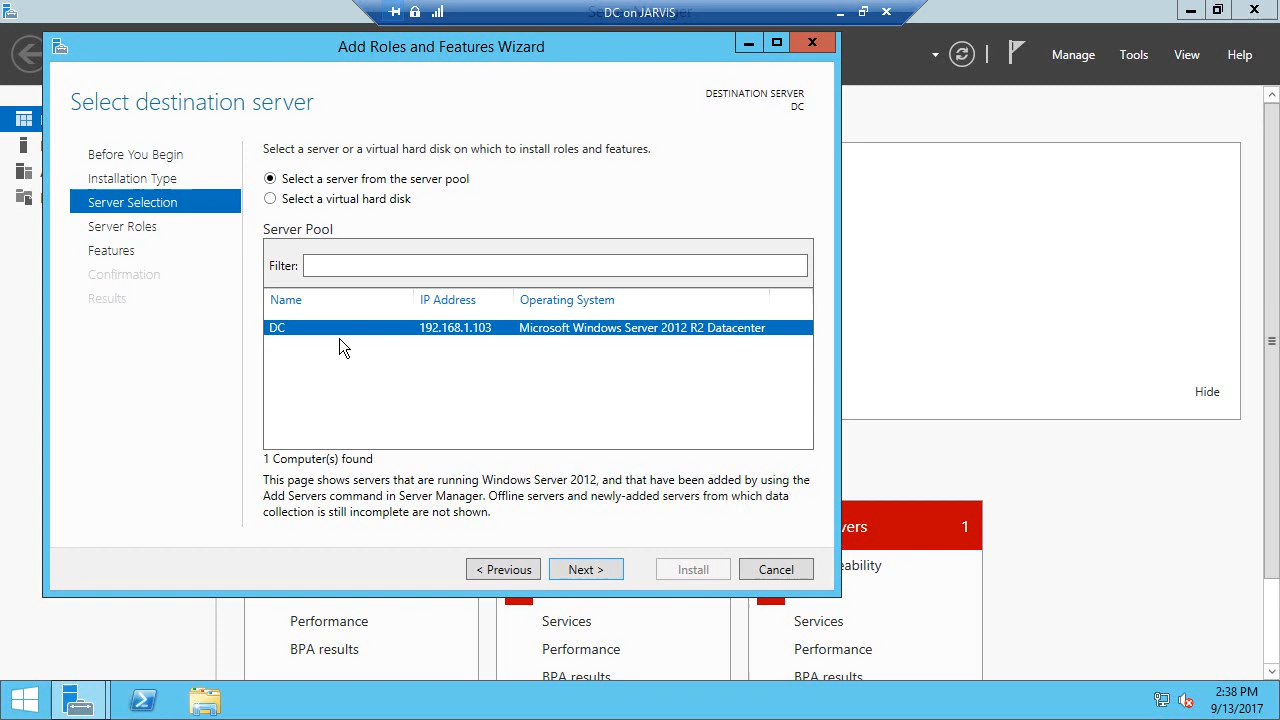 DC on JARVIS
Manage
Tools
View
Help
Add Roles and Features Wizard
Select destination server
DESTINATION SERVER
DC
Before You Begin
Installation Type
Server Selection
Server Roles
Features
Confirmation
Results
Select a server or a virtual hard disk on which to install roles and features.
Select a server from the server pool
Select a virtual hard disk
Server Pool
Filter:
Name IP Address Operating System
DC 192.168.1.103 Microsoft Windows Server 2012 R2 Datacenter
1 Computer(s) found
This page shows servers that are running Windows Server 2012, and that have been added by using the
Add Servers command in Server Manager. Offline servers and newly-added servers from which data
collection is still incomplete are not shown.
< Previous
Next >
Install
Cancel
Hide
1
Performance
BPA results
Services
Performance
BPA results
Services
Performance
BPA results
2:38 PM
9/13/2017